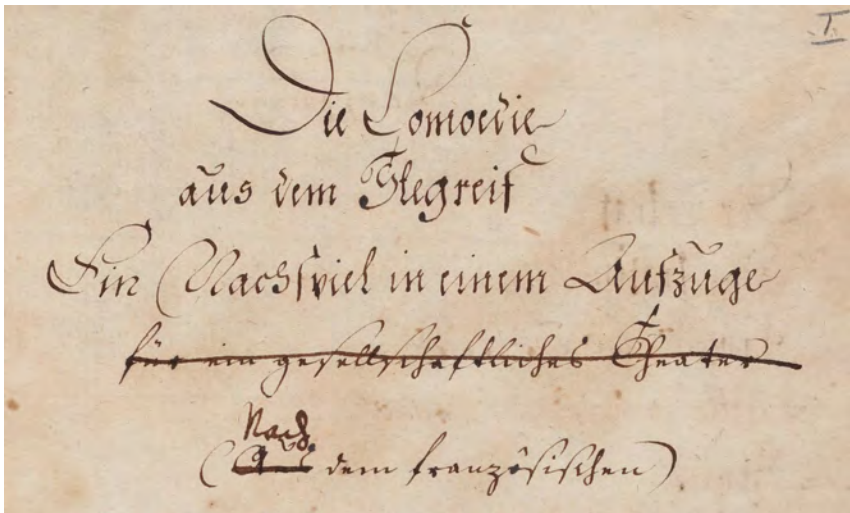 I.
Die Comoedie
aus dem Stegreif
Ein Nachspiel in einem Aufzuge
für ein gesellschaftliches Theater
Nach
(Aus dem französischen)